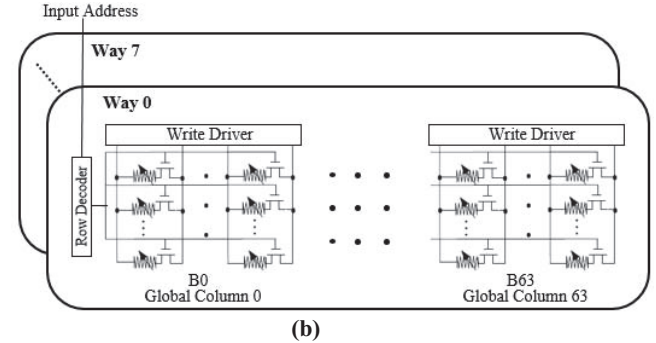 Input Address
Way 7
Way 0
Write Driver
Write Driver
Row Decoder
B0
Global Column 0
B63
Global Column 63
(b)